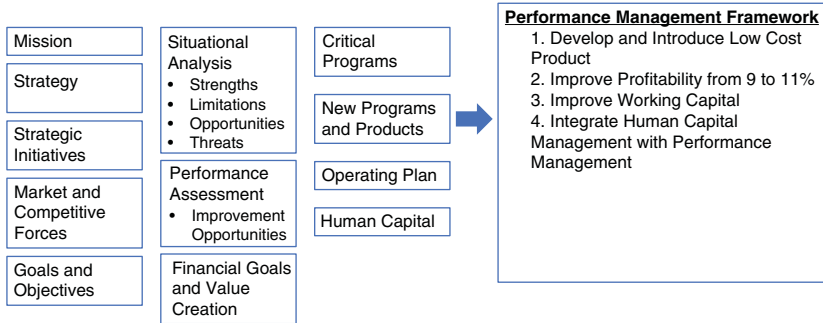 Mission
Strategy
Strategic
Initiatives
Market and
Competitive
Forces
Goals and
Objectives
Situational
Analysis
• Strengths
• Limitations
• Opportunities
• Threats
Performance
Assessment
• Improvement
Opportunities
Financial Goals
and Value
Creation
Critical
Programs
New Programs
and Products
Operating Plan
Human Capital
Performance Management Framework
1. Develop and Introduce Low Cost
Product
2. Improve Profitability from 9 to 11%
3. Improve Working Capital
4. Integrate Human Capital
Management with Performance
Management